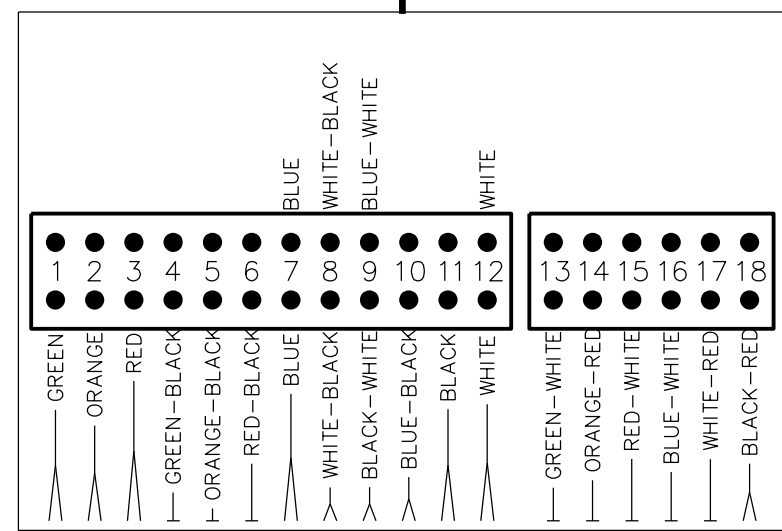 BLUE
WHITE-BLACK
BLUE-WHITE
WHITE
1 2 3 4 5 6 7 8 9 10 11 12 13 14 15 16 17 18
GREEN
ORANGE
RED
GREEN-BLACK
ORANGE-BLACK
RED-BLACK
BLUE
WHITE-BLACK
BLACK-WHITE
BLUE-BLACK
BLACK
WHITE
GREEN-WHITE
ORANGE-RED
RED-WHITE
BLUE-WHITE
WHITE-RED
BLACK-RED